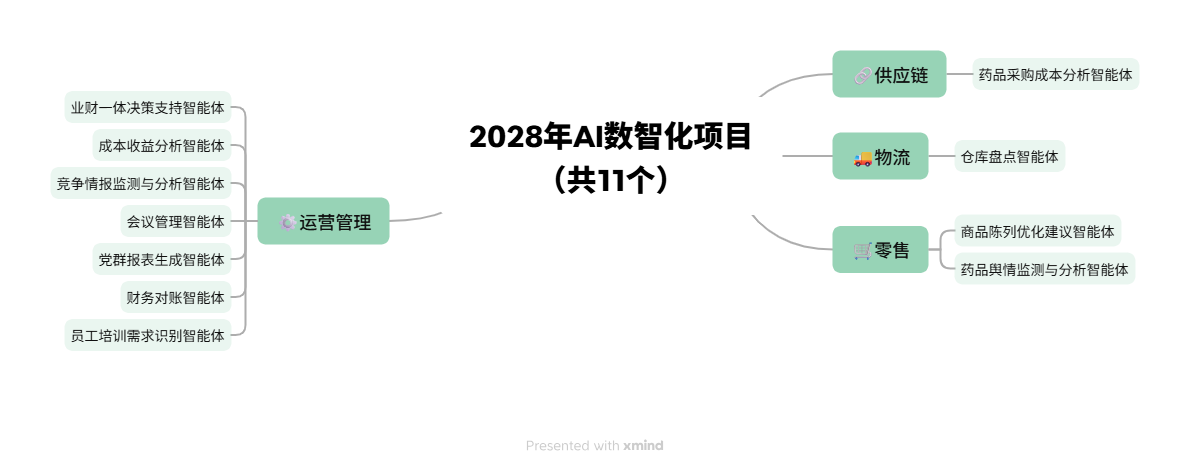 2028年AI数智化项目
（共11个）
供应链
药品采购成本分析智能体
物流
仓库盘点智能体
零售
商品陈列优化建议智能体
药品舆情监测与分析智能体
运营管理
业财一体决策支持智能体
成本收益分析智能体
竞争情报监测与分析智能体
会议管理智能体
党群报表生成智能体
财务对账智能体
员工培训需求识别智能体
Presented with xmind